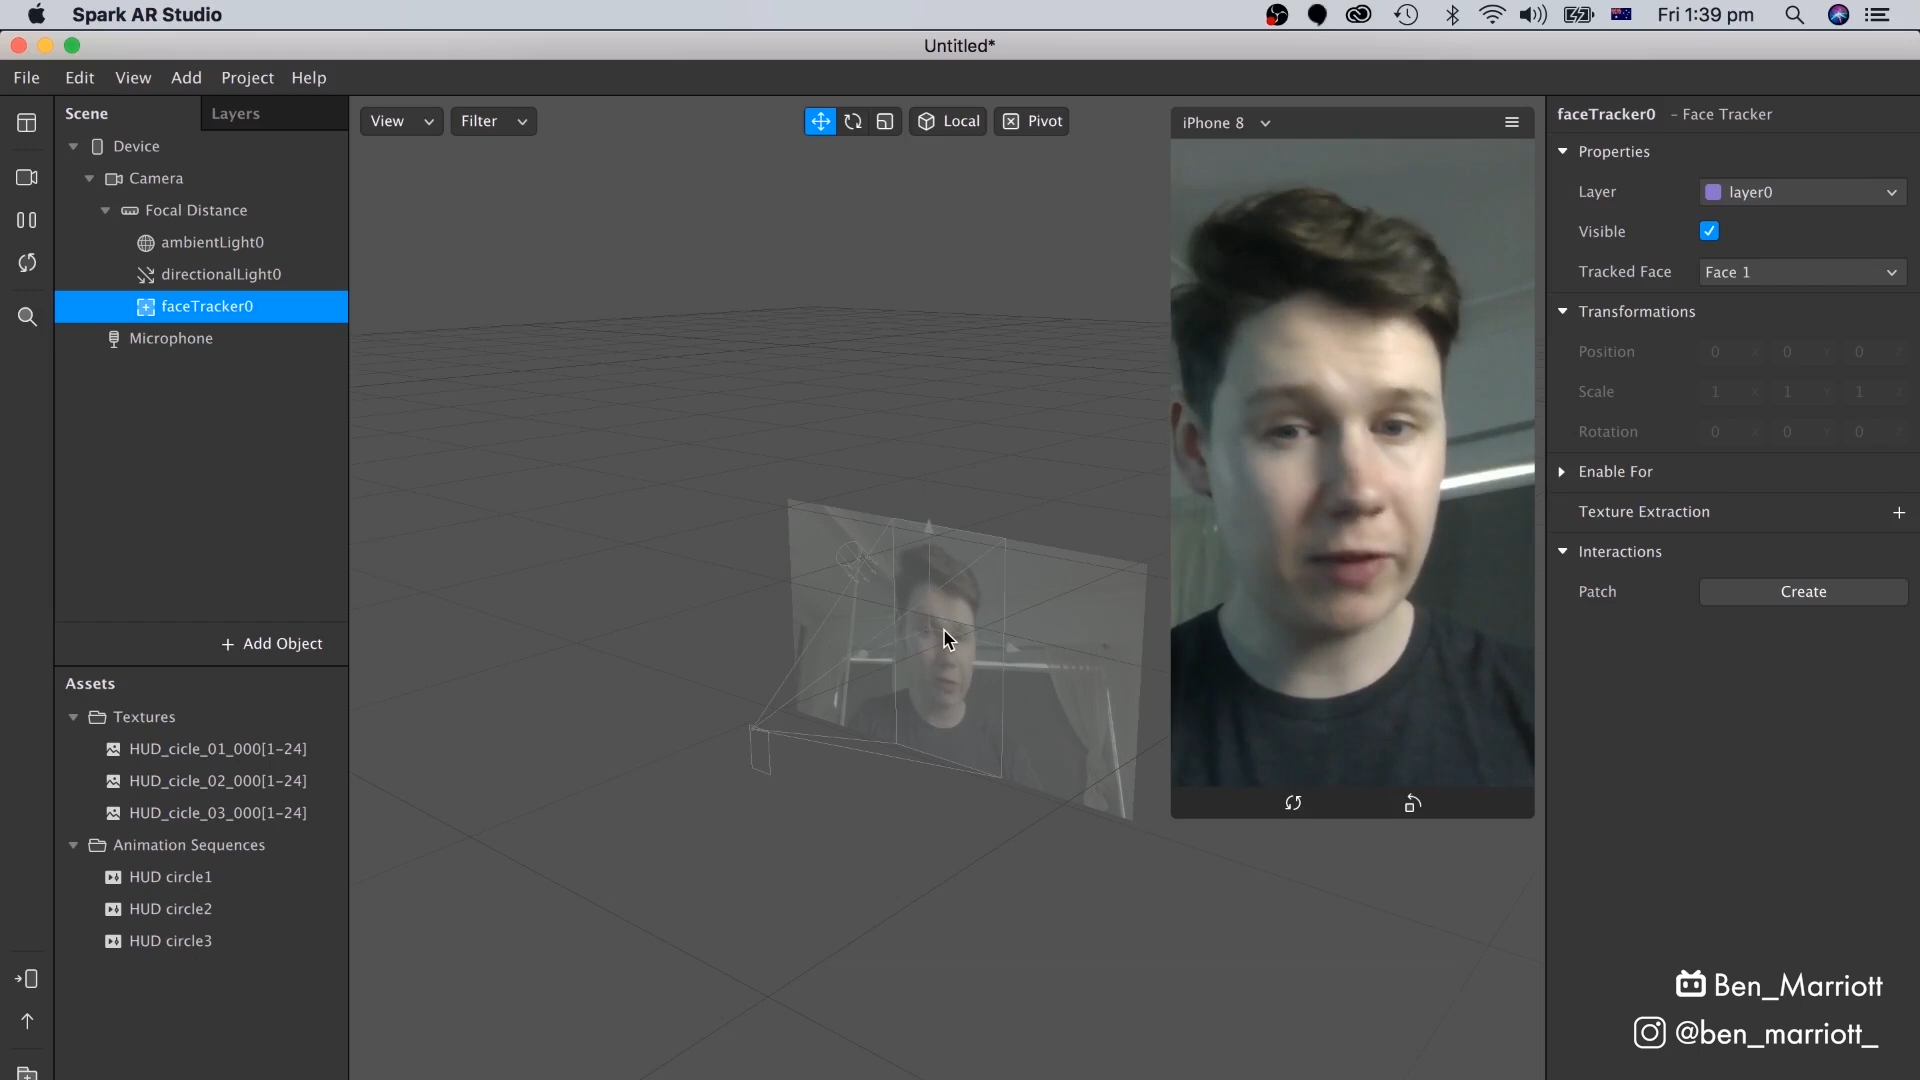 Spark AR Studio
Fri 1:39 pm
Untitled*
File Edit View Add Project Help
Scene
Layers
Device
Camera
Focal Distance
ambientLight0
directionalLight0
faceTracker0
Microphone
+ Add Object
Assets
Textures
HUD_cicle_01_000[1-24]
HUD_cicle_02_000[1-24]
HUD_cicle_03_000[1-24]
Animation Sequences
HUD circle1
HUD circle2
HUD circle3
View
Filter
Local
Pivot
iPhone 8
faceTracker0 – Face Tracker
Properties
Layer layer0
Visible
Tracked Face Face 1
Transformations
Position 0 X 0 Y 0 Z
Scale 1 X 1 Y 1 Z
Rotation 0 X 0 Y 0 Z
Enable For
Texture Extraction +
Interactions
Patch Create
Ben_Marriott
@ben_marriott_